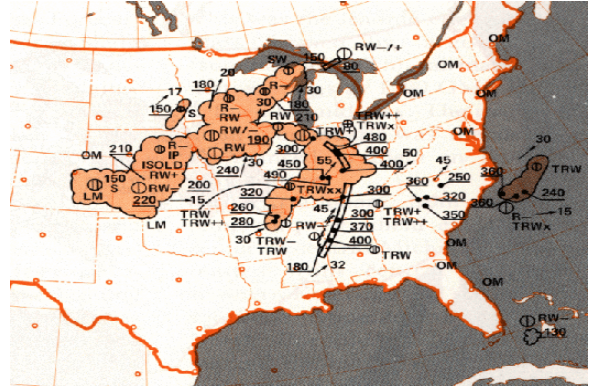 RW-/+
SW 150
80
OM
17
180 20
R-
30
OM
150
S
R-
RW
30
180
210
TRW++
TRWx
OM
RW/-
RW
TRW+
480
OM
210
R-
IP
ISOLD
RW
190
300
400
50
30
OM
RW+
240
30
450
55
400
45
TRW
150
S
RW-
200
490
TRWxx
360
250
360
LM
220
15
320
300
320
240
TRW
TRW++
260
45
TRW+
TRW++
350
360
R-
TRWx
15
LM
280
RW-
300
OM
30
TRW-
TRW
370
400
TRW
OM
180
32
OM
OM
RW-
130